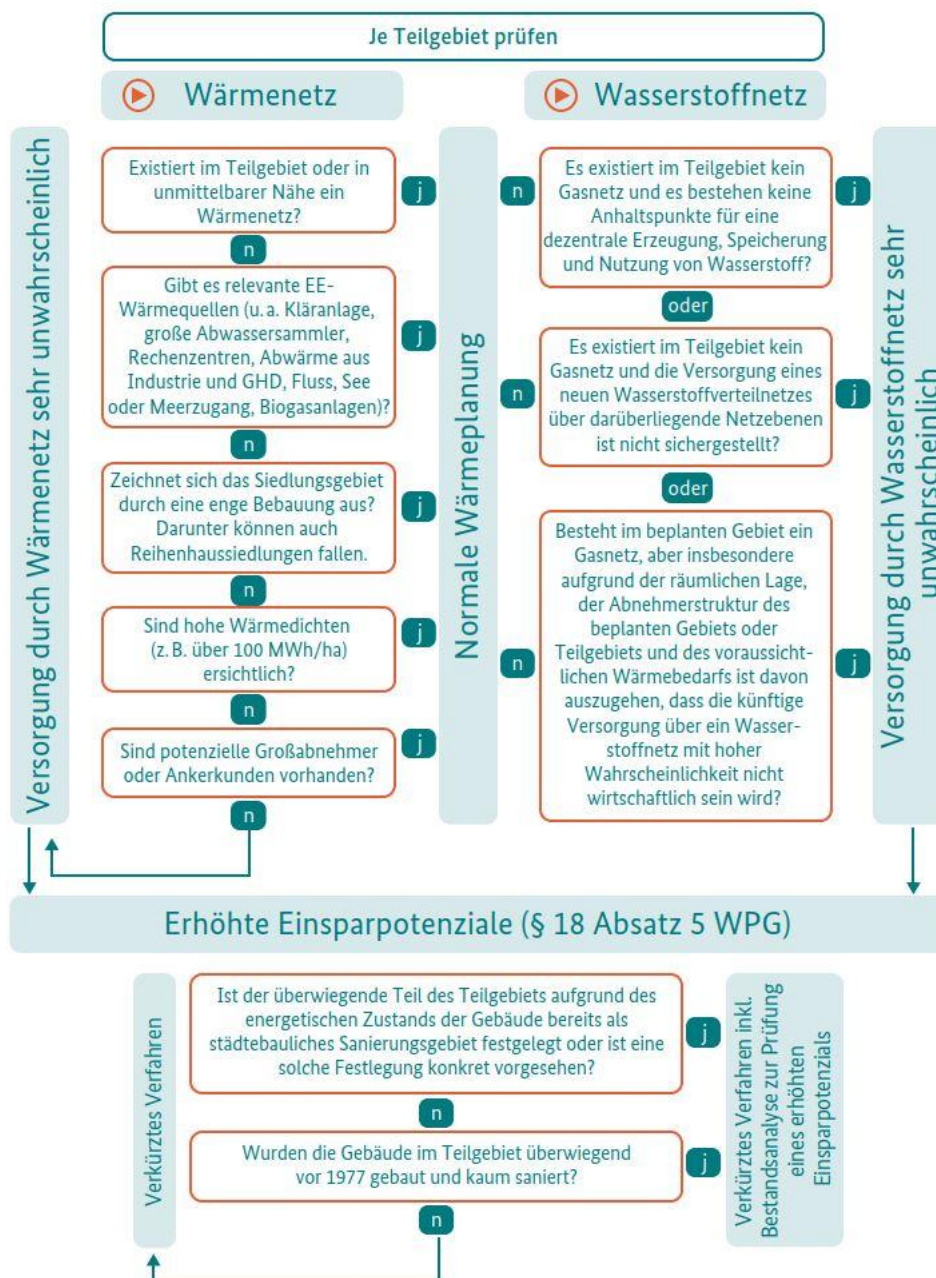 Je Teilgebiet prüfen
Wärmenetz
Wasserstoffnetz
Versorgung durch Wärmenetz sehr unwahrscheinlich
Existiert im Teilgebiet oder in
unmittelbarer Nähe ein
Wärmenetz?
j
n
Gibt es relevante EE-
Wärmequellen (u. a. Kläranlage,
große Abwassersammler,
Rechenzentren, Abwärme aus
Industrie und GHD, Fluss, See
oder Meerzugang, Biogasanlagen)?
j
n
Zeichnet sich das Siedlungsgebiet
durch eine enge Bebauung aus?
Darunter können auch
Reihenhaussiedlungen fallen.
j
n
Sind hohe Wärmedichten
(z. B. über 100 MWh/ha)
ersichtlich?
j
n
Sind potenzielle Großabnehmer
oder Ankerkunden vorhanden?
j
n
Normale Wärmeplanung
n
Es existiert im Teilgebiet kein
Gasnetz und es bestehen keine
Anhaltspunkte für eine
dezentrale Erzeugung, Speicherung
und Nutzung von Wasserstoff?
j
oder
n
Es existiert im Teilgebiet kein
Gasnetz und die Versorgung eines
neuen Wasserstoffverteilnetzes
über darüberliegende Netzebenen
ist nicht sichergestellt?
j
oder
n
Besteht im beplanten Gebiet ein
Gasnetz, aber insbesondere
aufgrund der räumlichen Lage,
der Abnehmerstruktur des
beplanten Gebiets oder
Teilgebiets und des voraussicht-
lichen Wärmebedarfs ist davon
auszugehen, dass die künftige
Versorgung über ein Wasser-
stoffnetz mit hoher
Wahrscheinlichkeit nicht
wirtschaftlich sein wird?
j
Versorgung durch Wasserstoffnetz sehr
unwahrscheinlich
Erhöhte Einsparpotenziale (§ 18 Absatz 5 WPG)
Verkürztes Verfahren
Ist der überwiegende Teil des Teilgebiets aufgrund des
energetischen Zustands der Gebäude bereits als
städtebauliches Sanierungsgebiet festgelegt oder ist eine
solche Festlegung konkret vorgesehen?
j
n
Wurden die Gebäude im Teilgebiet überwiegend
vor 1977 gebaut und kaum saniert?
j
n
Verkürztes Verfahren inkl.
Bestandsanalyse zur Prüfung
eines erhöhten
Einsparpotenzials